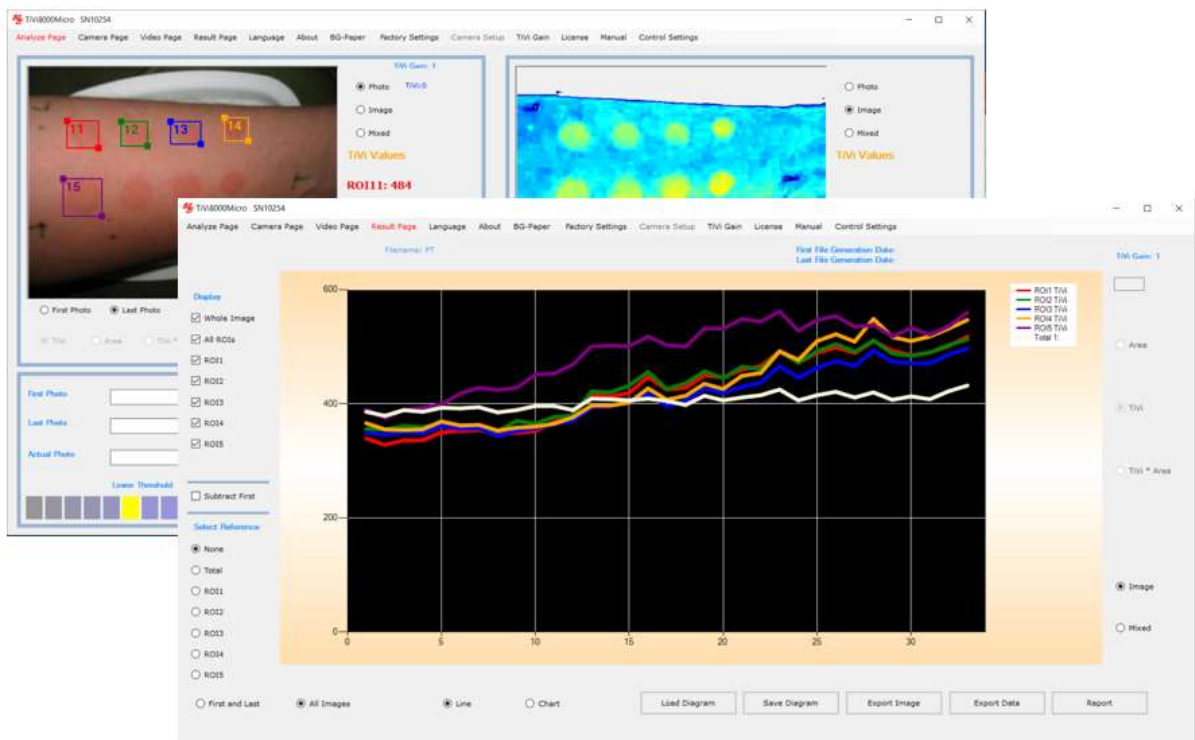 TiVi8000Micro SN10254
Analyze Page Camera Page Video Page Result Page Language About BG-Paper Factory Settings Camera Setup TiVi Gain License Manual Control Settings
TiVi Gain: 1
Photo TiVi:0
Image
Mixed
TiVi Values
ROI11: 484
11
12
13
14
15
First Photo Last Photo
TiVi Area TiVi *
First Photo
Last Photo
Actual Photo
Lower Threshold
Photo
Image
Mixed
TiVi Values
TiVi8000Micro SN10254
Analyze Page Camera Page Video Page Result Page Language About BG-Paper Factory Settings Camera Setup TiVi Gain License Manual Control Settings
Filename: PT
First File Generation Date:
Last File Generation Date:
TiVi Gain: 1
Display
Whole Image
All ROIs
ROI1
ROI2
ROI3
ROI4
ROI5
Subtract First
Select Reference
None
Total
ROI1
ROI2
ROI3
ROI4
ROI5
600
400
200
0
0 5 10 15 20 25 30
ROI1 TiVi
ROI2 TiVi
ROI3 TiVi
ROI4 TiVi
ROI5 TiVi
Total 1:
Area
TiVi
TiVi * Area
Image
Mixed
First and Last All Images Line Chart Load Diagram Save Diagram Export Image Export Data Report